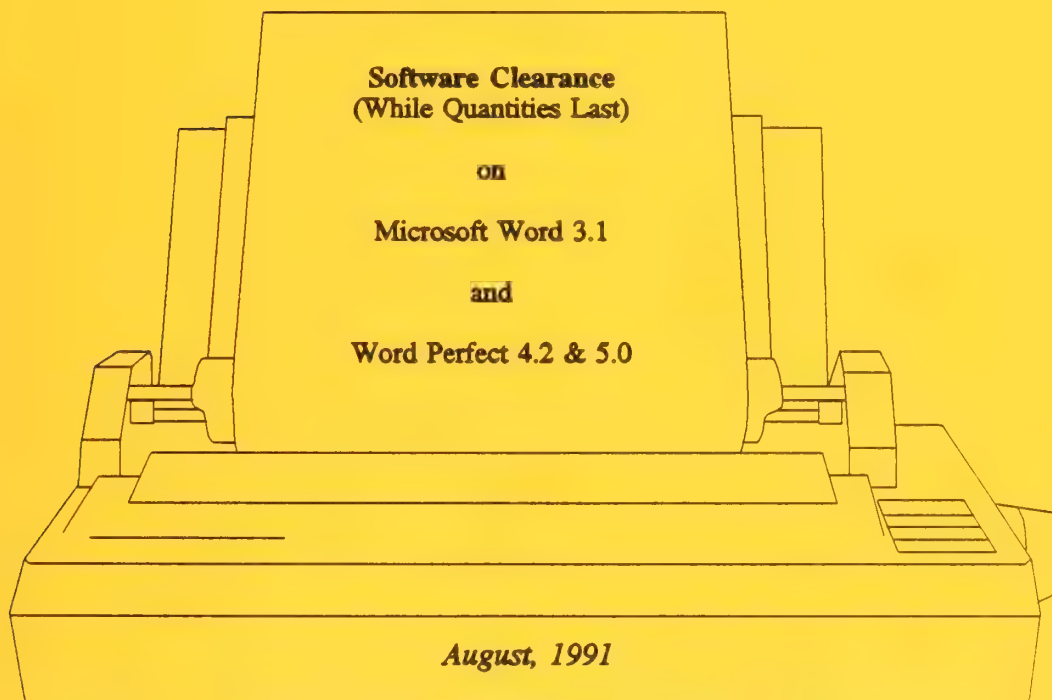 Software Clearance
(While Quantities Last)
on
Microsoft Word 3.1
and
Word Perfect 4.2 & 5.0
August, 1991